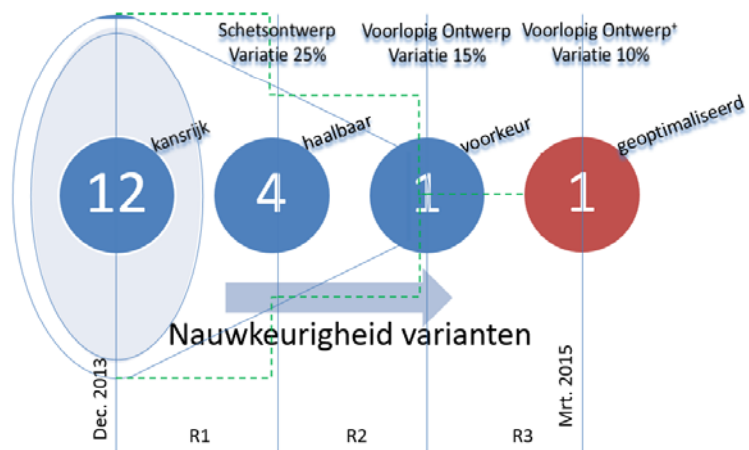 Schetsontwerp
Variatie 25%
Voorlopig Ontwerp
Variatie 15%
Voorlopig Ontwerp⁺
Variatie 10%
kansrijk
haalbaar
voorkeur
geoptimaliseerd
12
4
1
1
Nauwkeurigheid varianten
Dec. 2013
Mrt. 2015
R1
R2
R3